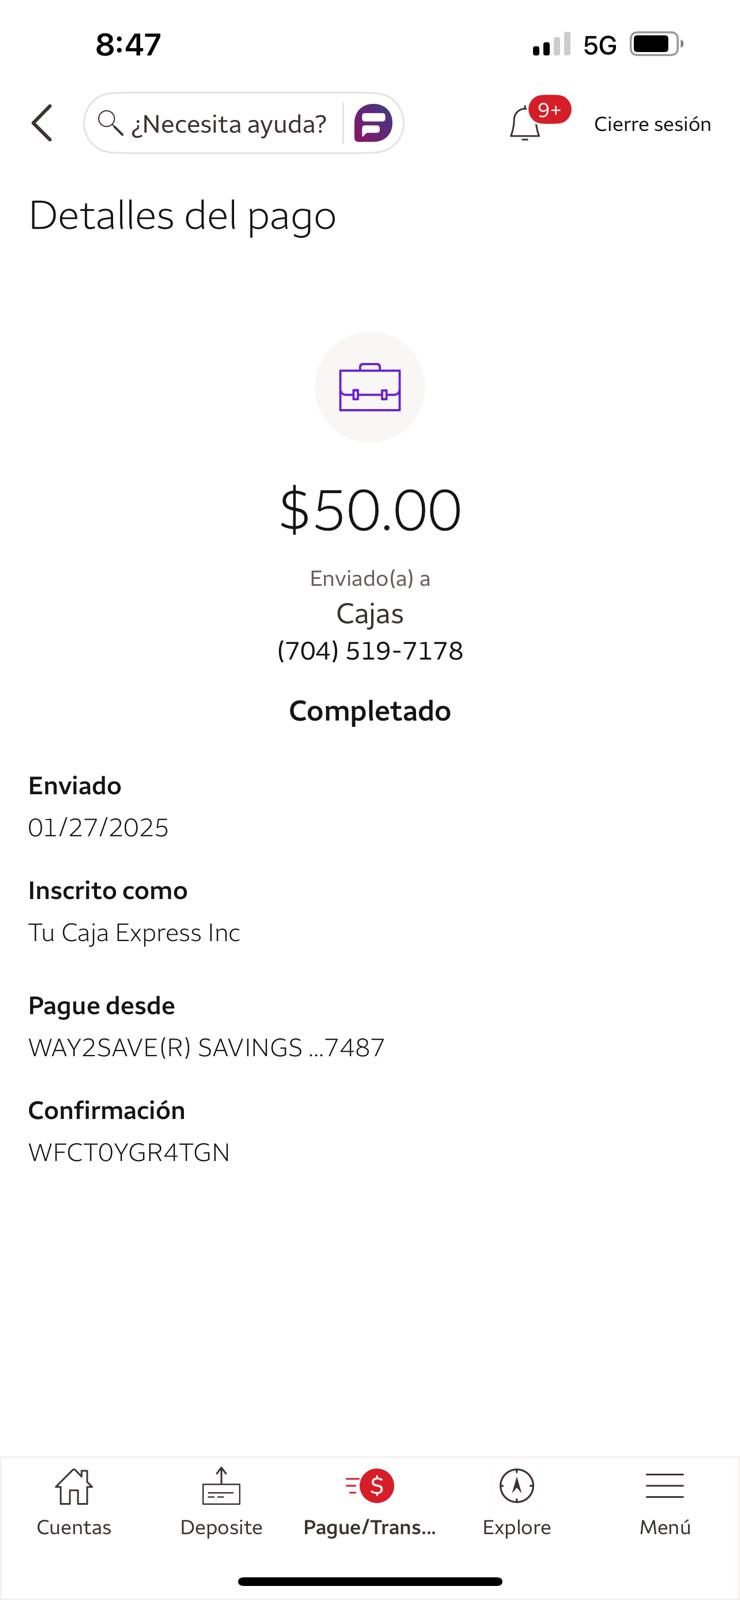 8:47
5G
¿Necesita ayuda?
9+
Cierre sesión
Detalles del pago
$50.00
Enviado(a) a
Cajas
(704) 519-7178
Completado
Enviado
01/27/2025
Inscrito como
Tu Caja Express Inc
Pague desde
WAY2SAVE(R) SAVINGS ...7487
Confirmación
WFCT0YGR4TGN
$
Cuentas
Deposite
Pague/Trans...
Explore
Menú